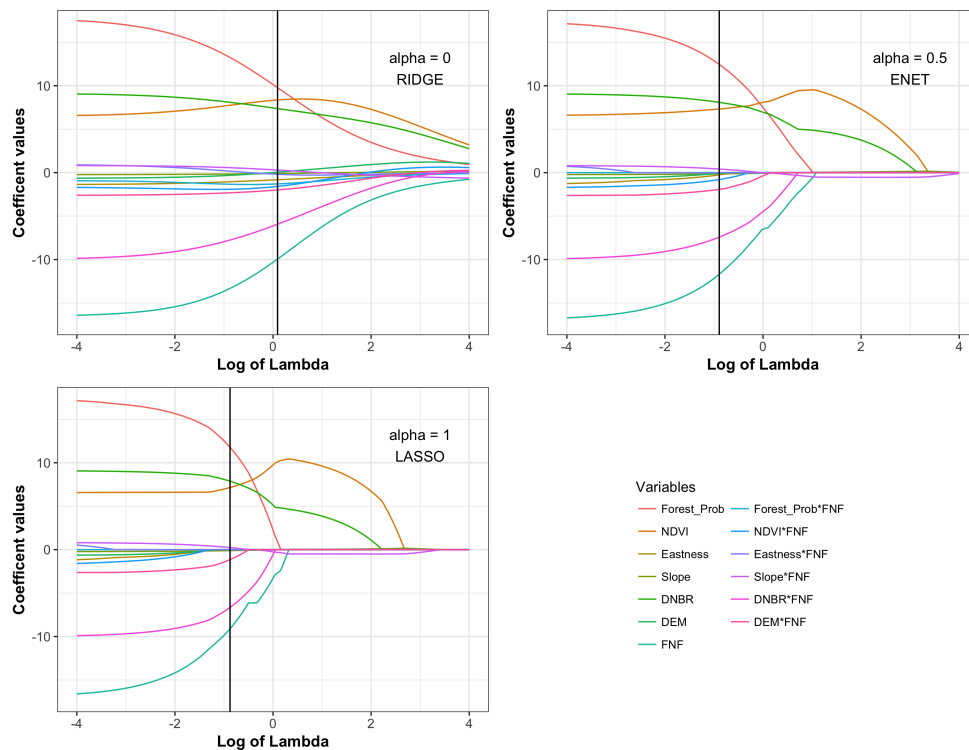 alpha = 0
RIDGE
10
0
-10
Coefficent values
-4
-2
0
2
4
Log of Lambda
alpha = 0.5
ENET
10
0
-10
Coefficent values
-4
-2
0
2
4
Log of Lambda
alpha = 1
LASSO
10
0
-10
Coefficent values
-4
-2
0
2
4
Log of Lambda
Variables
Forest_Prob
NDVI
Eastness
Slope
DNBR
DEM
FNF
Forest_Prob*FNF
NDVI*FNF
Eastness*FNF
Slope*FNF
DNBR*FNF
DEM*FNF